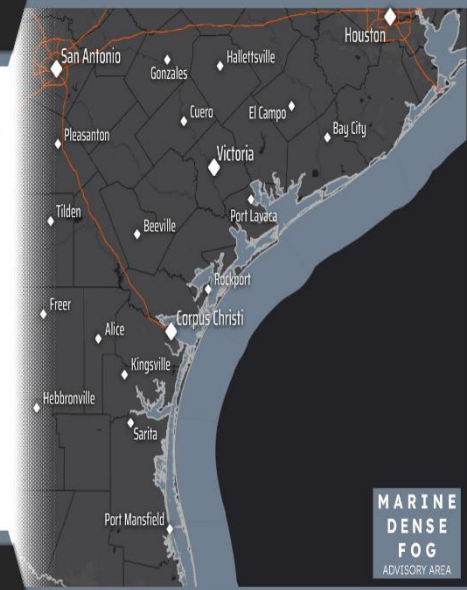 Houston
San Antonio
Hallettsville
Gonzales
Cuero
El Campo
Bay City
Pleasanton
Victoria
Port Lavaca
Tilden
Beeville
Rockport
Freer
Corpus Christi
Alice
Kingsville
Hebbronville
Sarita
Port Mansfield
MARINE
DENSE
FOG
ADVISORY AREA